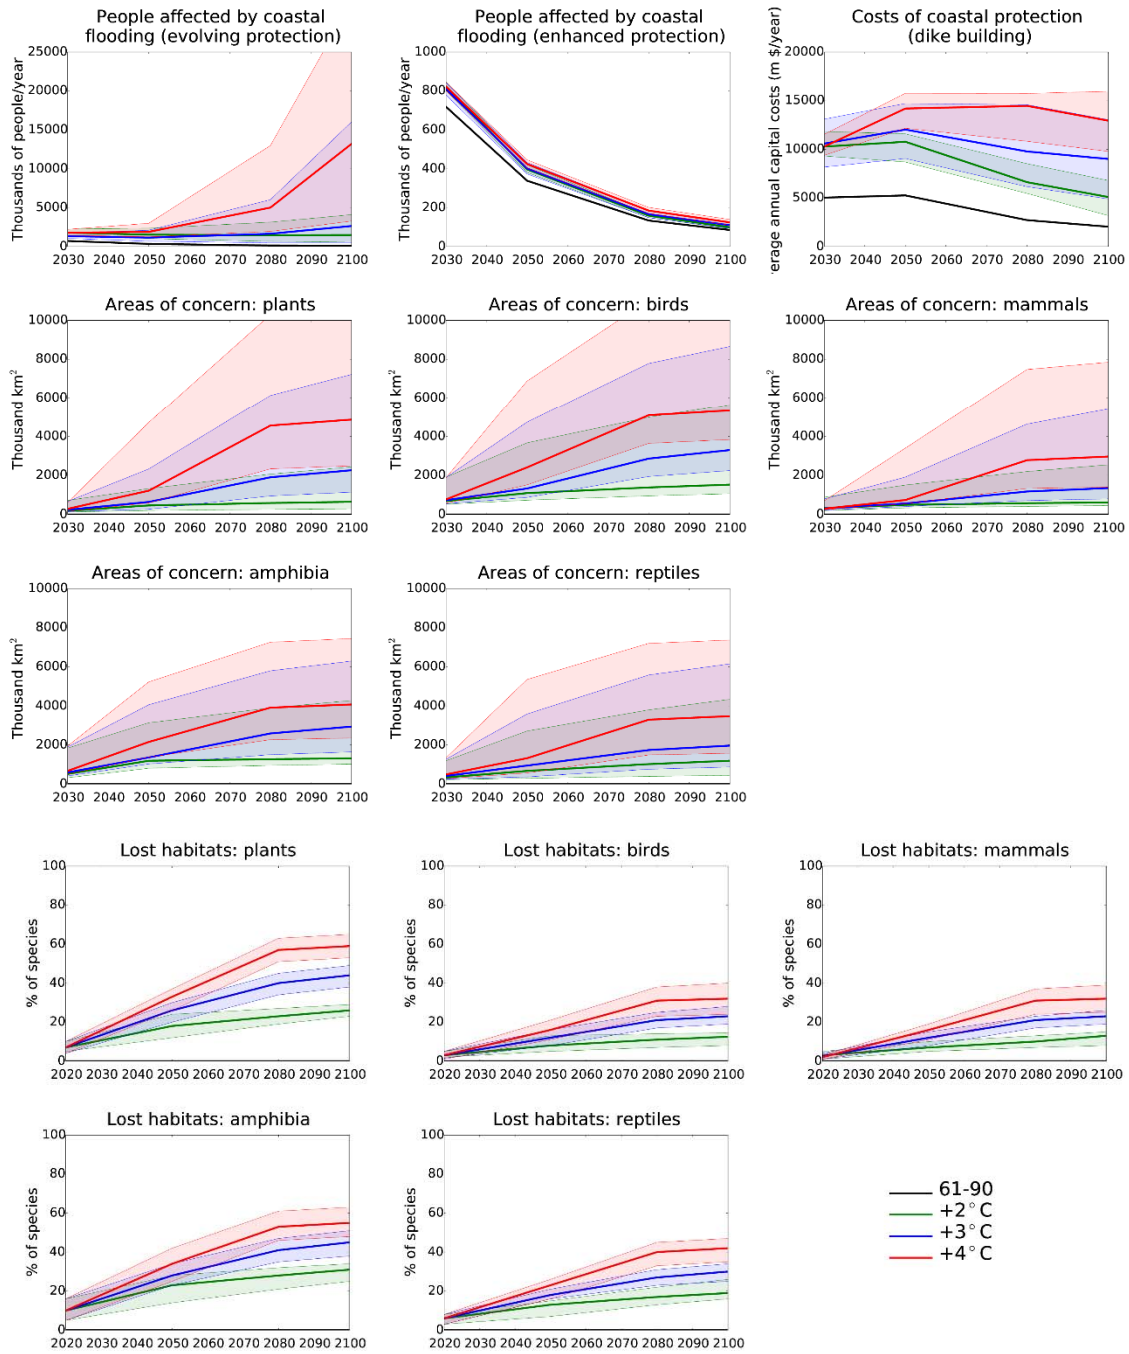 People affected by coastal
flooding (evolving protection)
25000
20000
15000
10000
5000
0
Thousands of people/year
2030 2040 2050 2060 2070 2080 2090 2100
People affected by coastal
flooding (enhanced protection)
1000
800
600
400
200
0
Thousands of people/year
2030 2040 2050 2060 2070 2080 2090 2100
Costs of coastal protection
(dike building)
20000
15000
10000
5000
0
erage annual capital costs (m $/year)
2030 2040 2050 2060 2070 2080 2090 2100
Areas of concern: plants
10000
8000
6000
4000
2000
0
Thousand km²
2030 2040 2050 2060 2070 2080 2090 2100
Areas of concern: birds
10000
8000
6000
4000
2000
0
Thousand km²
2030 2040 2050 2060 2070 2080 2090 2100
Areas of concern: mammals
10000
8000
6000
4000
2000
0
Thousand km²
2030 2040 2050 2060 2070 2080 2090 2100
Areas of concern: amphibia
10000
8000
6000
4000
2000
0
Thousand km²
2030 2040 2050 2060 2070 2080 2090 2100
Areas of concern: reptiles
10000
8000
6000
4000
2000
0
Thousand km²
2030 2040 2050 2060 2070 2080 2090 2100
Lost habitats: plants
100
80
60
40
20
0
% of species
2020 2030 2040 2050 2060 2070 2080 2090 2100
Lost habitats: birds
100
80
60
40
20
0
% of species
2020 2030 2040 2050 2060 2070 2080 2090 2100
Lost habitats: mammals
100
80
60
40
20
0
% of species
2020 2030 2040 2050 2060 2070 2080 2090 2100
Lost habitats: amphibia
100
80
60
40
20
0
% of species
2020 2030 2040 2050 2060 2070 2080 2090 2100
Lost habitats: reptiles
100
80
60
40
20
0
% of species
2020 2030 2040 2050 2060 2070 2080 2090 2100
61-90
+2°C
+3°C
+4°C